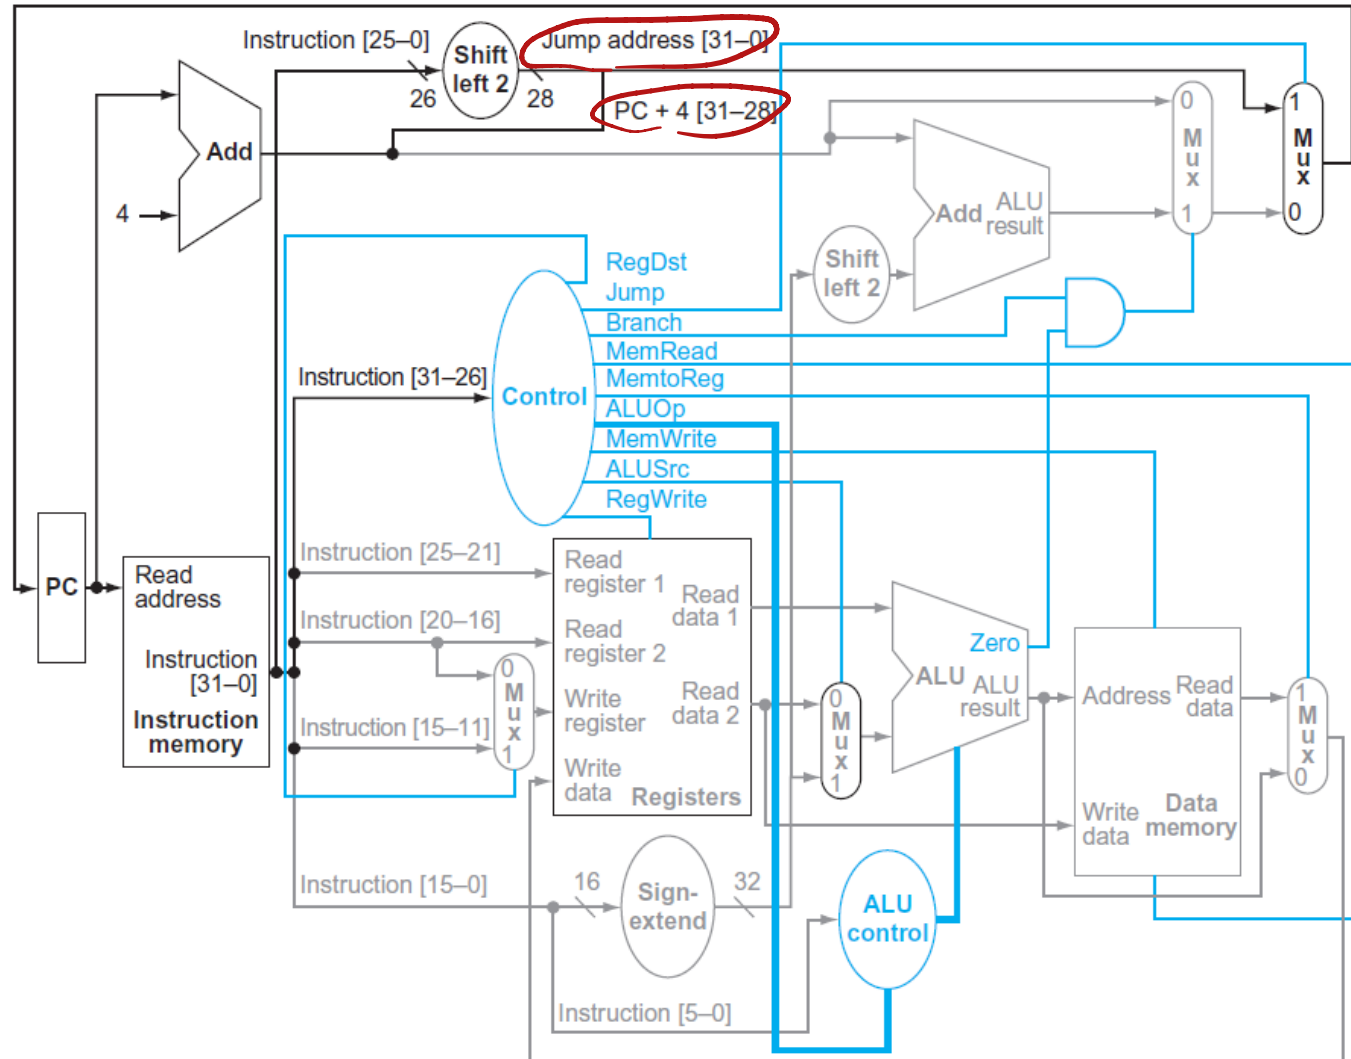 Instruction [25–0]
Shift
left 2
Jump address [31–0]
26
28
PC + 4 [31–28]
Add
4
0
M
u
x
1
1
M
u
x
0
Add
ALU
result
Shift
left 2
RegDst
Jump
Branch
MemRead
MemtoReg
ALUOp
MemWrite
ALUSrc
RegWrite
Instruction [31–26]
Control
PC
Read
address
Instruction
[31–0]
Instruction
memory
Instruction [25–21]
Instruction [20–16]
Instruction [15–11]
0
M
u
x
1
Read
register 1
Read
register 2
Write
register
Write
data
Read
data 1
Read
data 2
Registers
0
M
u
x
1
Zero
ALU
ALU
result
Address
Read
data
Write
data
Data
memory
1
M
u
x
0
Instruction [15–0]
16
Sign-
extend
32
ALU
control
Instruction [5–0]